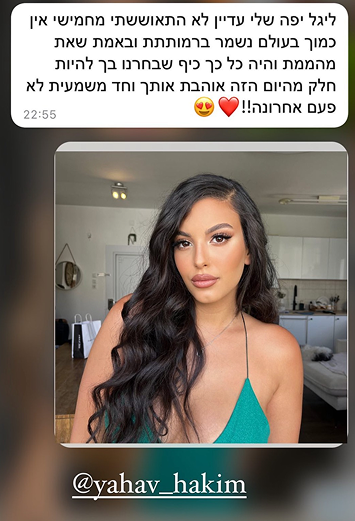 ליגל יפה שלי עדיין לא התאוששתי מחמישי אין
כמוך בעולם נשמר ברמותתת ובאמת שאת
מהממת והיה כל כך כיף שבחרנו בך להיות
חלק מהיום הזה אוהבת אותך וחד משמעית לא
פעם אחרונה!!❤️😍
22:55
@yahav_hakim